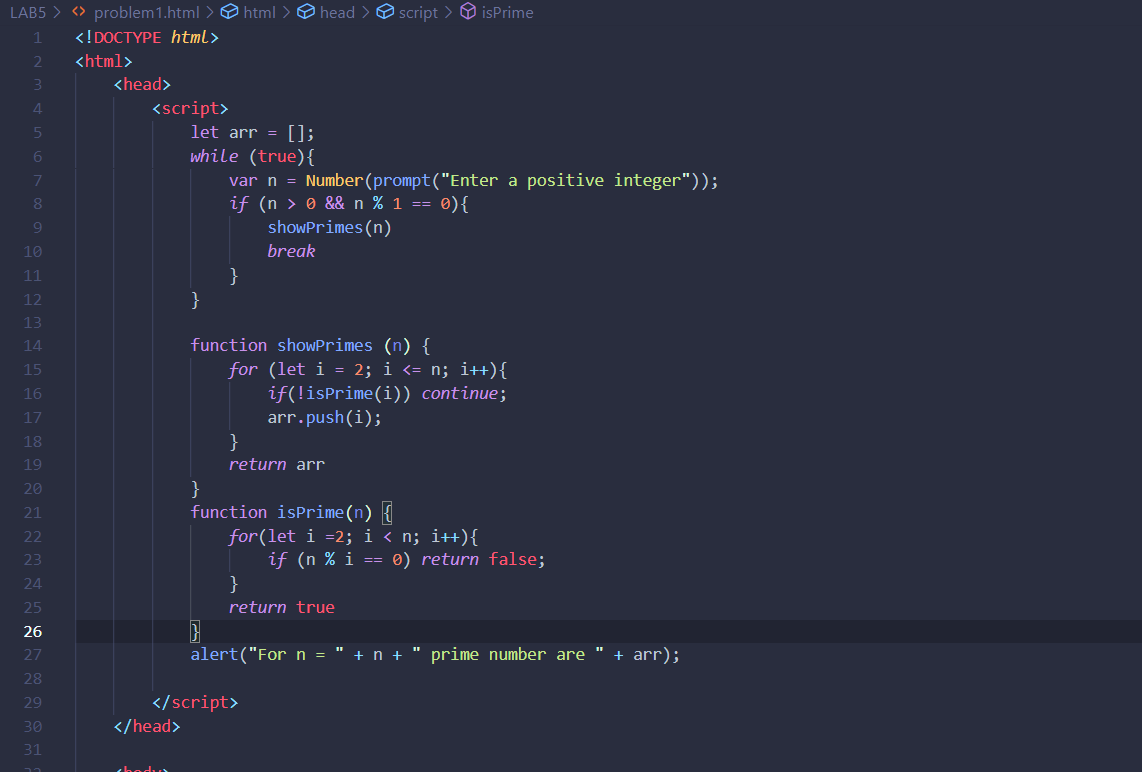 LAB5 > <> problem1.html > html > head > script > isPrime
1 <!DOCTYPE html>
2 <html>
3 <head>
4 <script>
5 let arr = [];
6 while (true){
7 var n = Number(prompt("Enter a positive integer"));
8 if (n > 0 && n % 1 == 0){
9 showPrimes(n)
10 break
11 }
12 }
13
14 function showPrimes (n) {
15 for (let i = 2; i <= n; i++){
16 if(!isPrime(i)) continue;
17 arr.push(i);
18 }
19 return arr
20 }
21 function isPrime(n) {
22 for(let i =2; i < n; i++){
23 if (n % i == 0) return false;
24 }
25 return true
26 }
27 alert("For n = " + n + " prime number are " + arr);
28
29 </script>
30 </head>
31
32 <body>